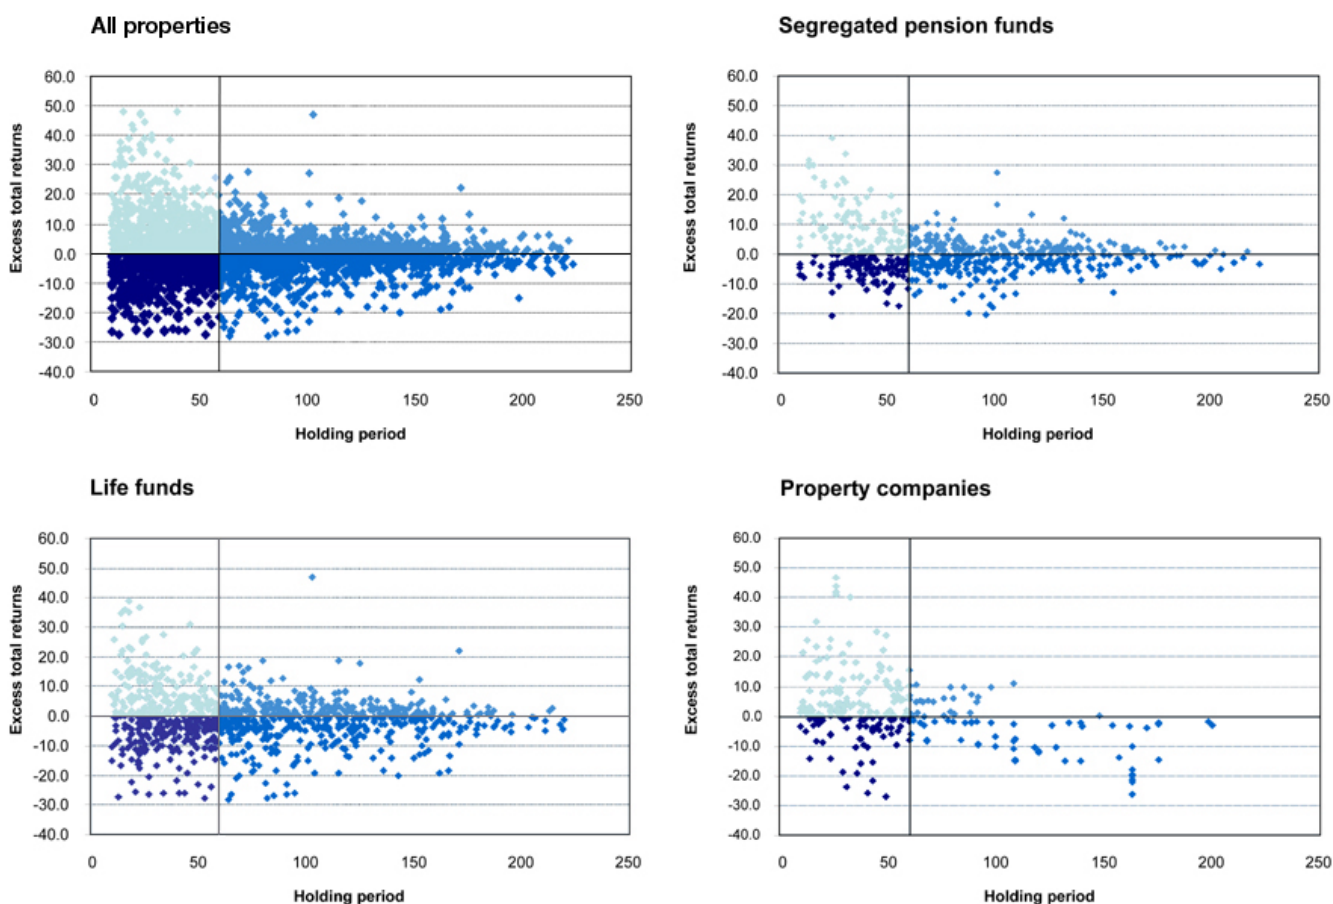 All properties
Segregated pension funds
60.0
50.0
40.0
30.0
20.0
10.0
0.0
-10.0
-20.0
-30.0
-40.0
Excess total returns
0 50 100 150 200 250
Holding period
60.0
50.0
40.0
30.0
20.0
10.0
0.0
-10.0
-20.0
-30.0
-40.0
Excess total returns
0 50 100 150 200 250
Holding period
Life funds
Property companies
60.0
50.0
40.0
30.0
20.0
10.0
0.0
-10.0
-20.0
-30.0
-40.0
Excess total returns
0 50 100 150 200 250
Holding period
60.0
50.0
40.0
30.0
20.0
10.0
0.0
-10.0
-20.0
-30.0
-40.0
Excess total returns
0 50 100 150 200 250
Holding period